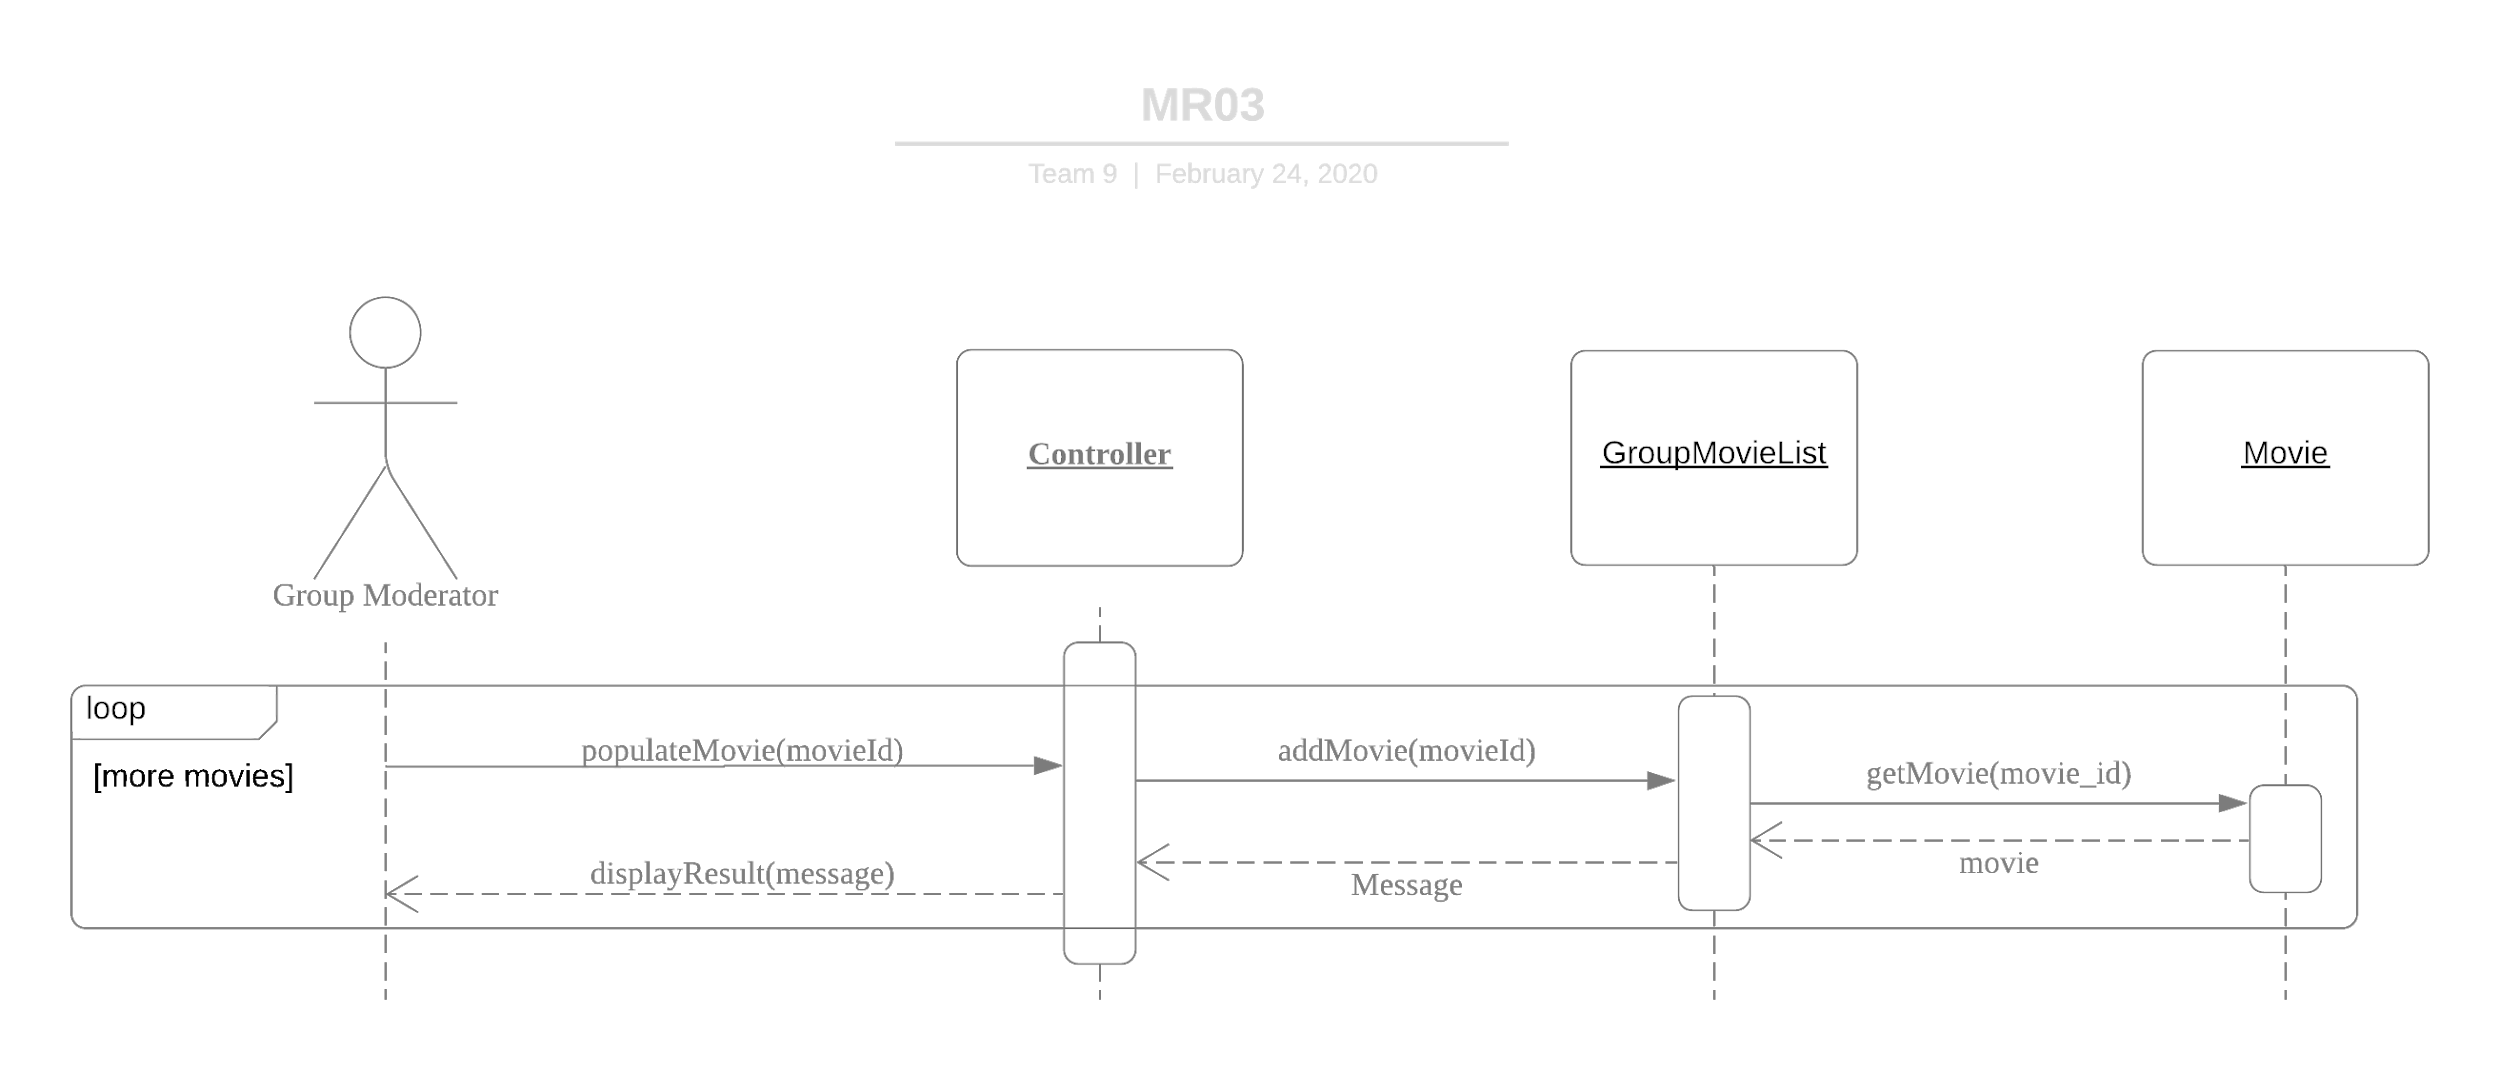 MR03
Team 9 | February 24, 2020
Group Moderator
Controller
GroupMovieList
Movie
loop
[more movies]
populateMovie(movieId)
addMovie(movieId)
getMovie(movie_id)
movie
Message
displayResult(message)